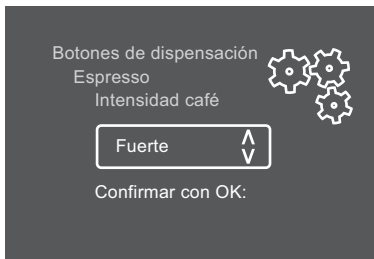 Botones de dispensación
Espresso
Intensidad café
Fuerte
Confirmar con OK: